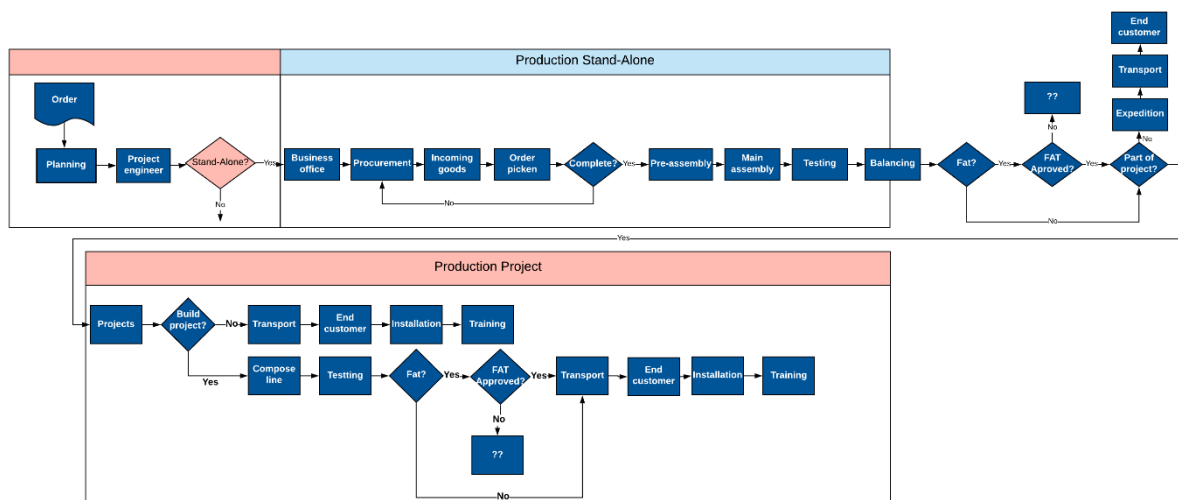 End
customer
Production Stand-Alone
Transport
Order
??
Expedition
No
No
Planning
Project
engineer
Stand-Alone?
Yes
Business
office
Procurement
Incoming
goods
Order
picken
Complete?
Yes
Pre-assembly
Main
assembly
Testing
Balancing
Fat?
Yes
FAT
Aproved?
Yes
Part of
project?
No
No
No
Yes
Production Project
Projects
Build
project?
No
Transport
End
customer
Installation
Training
Yes
Compose
line
Testting
Fat?
Yes
FAT
Approved?
Yes
Transport
End
customer
Installation
Training
No
??
No